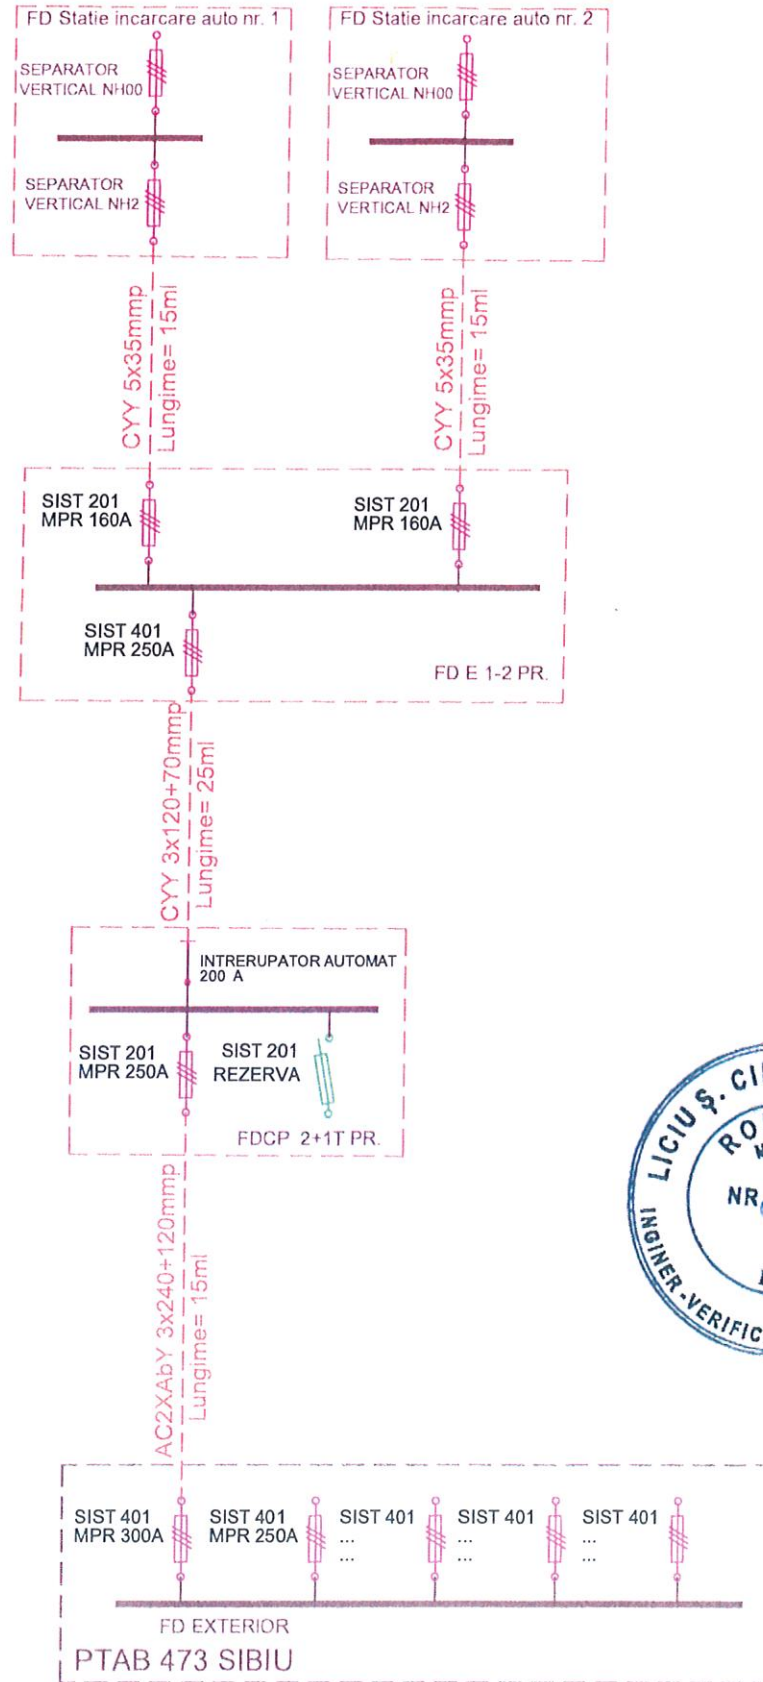 FD Statie incarcare auto nr. 1
FD Statie incarcare auto nr. 2
SEPARATOR
VERTICAL NH00
SEPARATOR
VERTICAL NH00
SEPARATOR
VERTICAL NH2
SEPARATOR
VERTICAL NH2
CYY 5x35mmp
Lungime= 15ml
CYY 5x35mmp
Lungime= 15ml
SIST 201
MPR 160A
SIST 201
MPR 160A
SIST 401
MPR 250A
FD E 1-2 PR.
CYY 3x120+70mmp
Lungime= 25ml
INTRERUPATOR AUTOMAT
200 A
SIST 201
MPR 250A
SIST 201
REZERVA
FDCP 2+1T PR.
AC2XAbY 3x240+120mmp
Lungime= 15ml
LICIU Ș.
NR
INGINER-VERIFIC
SIST 401
MPR 300A
SIST 401
MPR 250A
SIST 401
...
...
SIST 401
...
...
SIST 401
...
...
FD EXTERIOR
PTAB 473 SIBIU